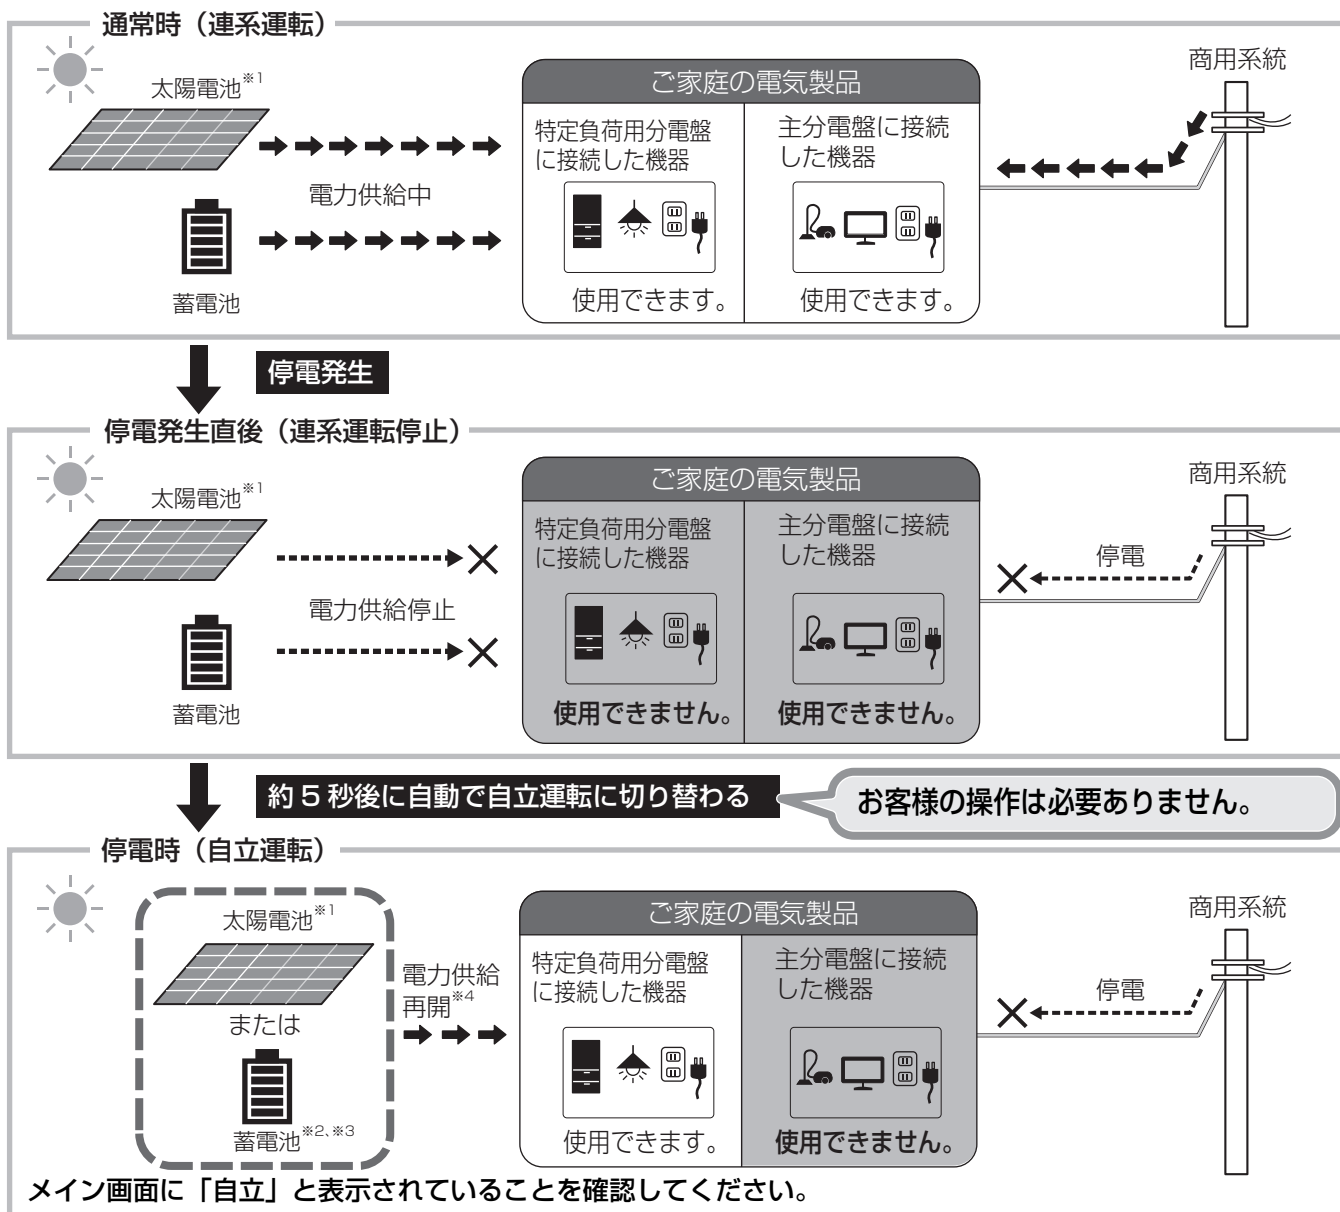 通常時（連系運転）
太陽電池※1
電力供給中
蓄電池
ご家庭の電気製品
特定負荷用分電盤
に接続した機器
使用できます。
主分電盤に接続
した機器
使用できます。
商用系統
停電発生
停電発生直後（連系運転停止）
太陽電池※1
電力供給停止
蓄電池
ご家庭の電気製品
特定負荷用分電盤
に接続した機器
使用できません。
主分電盤に接続
した機器
使用できません。
商用系統
停電
約5秒後に自動で自立運転に切り替わる
お客様の操作は必要ありません。
停電時（自立運転）
太陽電池※1
または
蓄電池※2、※3
電力供給
再開※4
ご家庭の電気製品
特定負荷用分電盤
に接続した機器
使用できます。
主分電盤に接続
した機器
使用できません。
商用系統
停電
メイン画面に「自立」と表示されていることを確認してください。